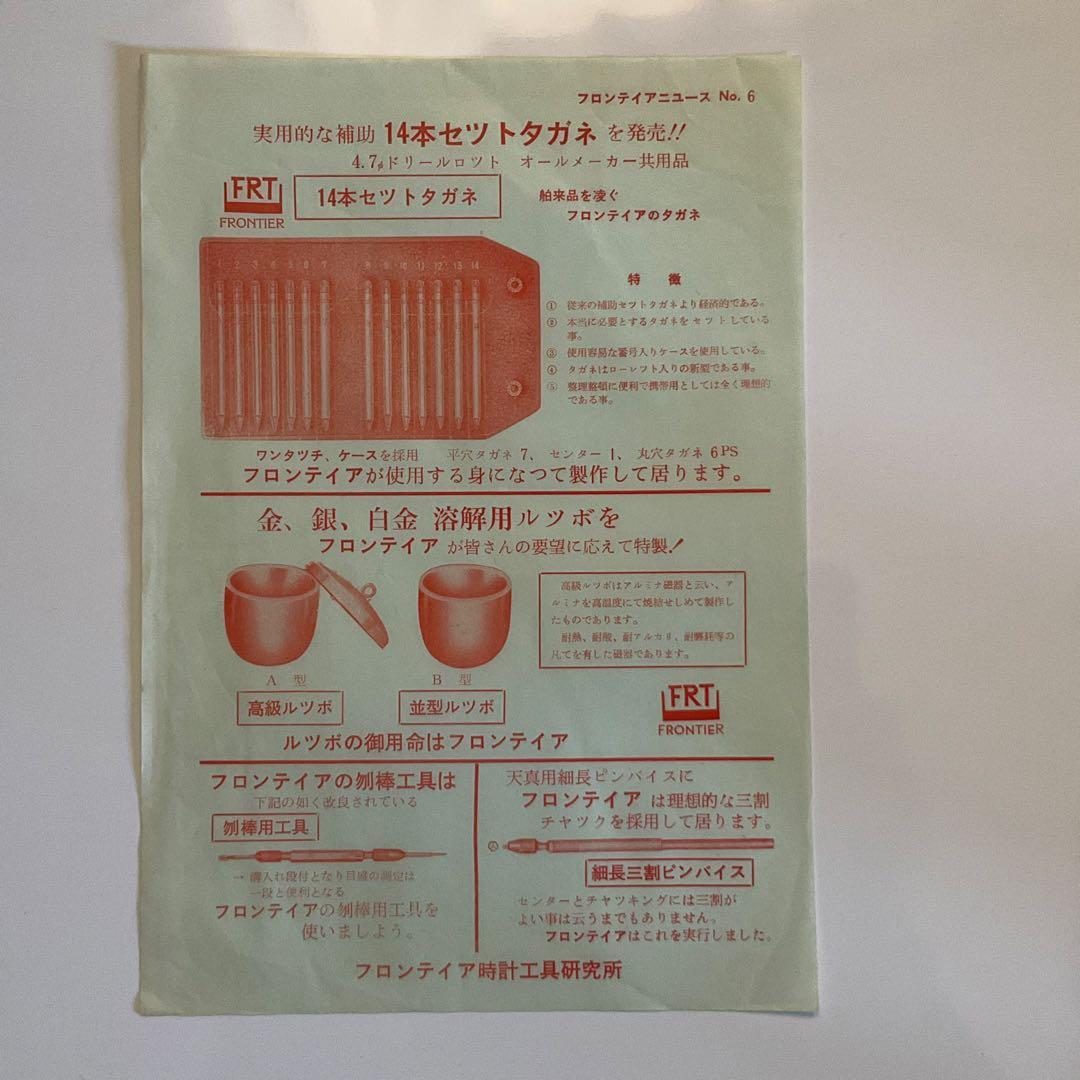 フロンテイアニユース No. 6
実用的な補助 14本セツトタガネ を発売!!
4.7φドリールロツト オールメーカー共用品
FRT
FRONTIER
14本セツトタガネ
舶来品を凌ぐ
フロンテイアのタガネ
1 2 3 4 5 6 7 8 9 10 11 12 13 14
特徴
① 従来の補助セツトタガネより経済的である。
② 本当に必要とするタガネをセツトしている
事。
③ 使用容易な番号入りケースを使用している。
④ タガネはローレツト入りの新型である事。
⑤ 整理整頓に便利で携帯用としては全く理想的
である事。
ワンタツチ、ケースを採用 平穴タガネ 7、 センター 1、 丸穴タガネ 6 PS
フロンテイアが使用する身になつて製作して居ります。
金、銀、白金 溶解用ルツボを
フロンテイア が皆さんの要望に応えて特製!
高級ルツボはアルミナ磁器と云い、ア
ルミナを高温度にて焼結せしめて製作し
たものであります。
耐熱、耐酸、耐アルカリ、耐蠡耗等の
凡てを有した磁器であります。
A 型
高級ルツボ
B 型
並型ルツボ
FRT
FRONTIER
ルツボの御用命はフロンテイア
フロンテイアの刎棒工具は
下記の如く改良されている
刎棒用工具
→ 溝入れ段付となり目盛の測定は
一段と便利となる
フロンテイアの刎棒用工具を
使いましよう。
天真用細長ピンバイスに
フロンテイア は理想的な三割
チヤツクを採用して居ります。
細長三割ピンバイス
センターとチヤツキングには三割が
よい事は云うまでもありません。
フロンテイアはこれを実行しました。
フロンテイア時計工具研究所